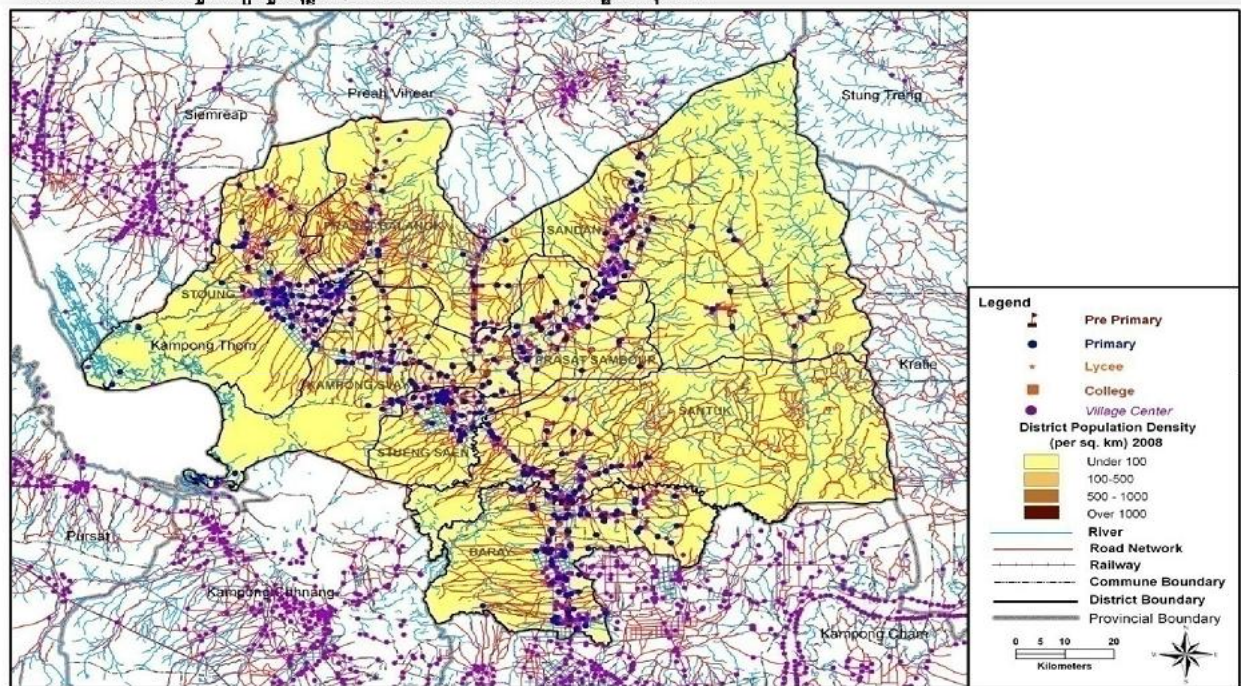 Siemreap
Preah Vihear
Stung Treng
PRASAT BALANGK
SANDAN
STOUNG
Kampong Thom
KAMPONG SVAY
PRASAT SAMBOUR
SANTUK
Kratie
STUENG SAEN
BARAY
Pursat
Kampong Chhnang
Kampong Cham
Legend
Pre Primary
Primary
Lycee
College
Village Center
District Population Density
(per sq. km) 2008
Under 100
100-500
500 - 1000
Over 1000
River
Road Network
Railway
Commune Boundary
District Boundary
Provincial Boundary
0 5 10 20
Kilometers
N
W E
S